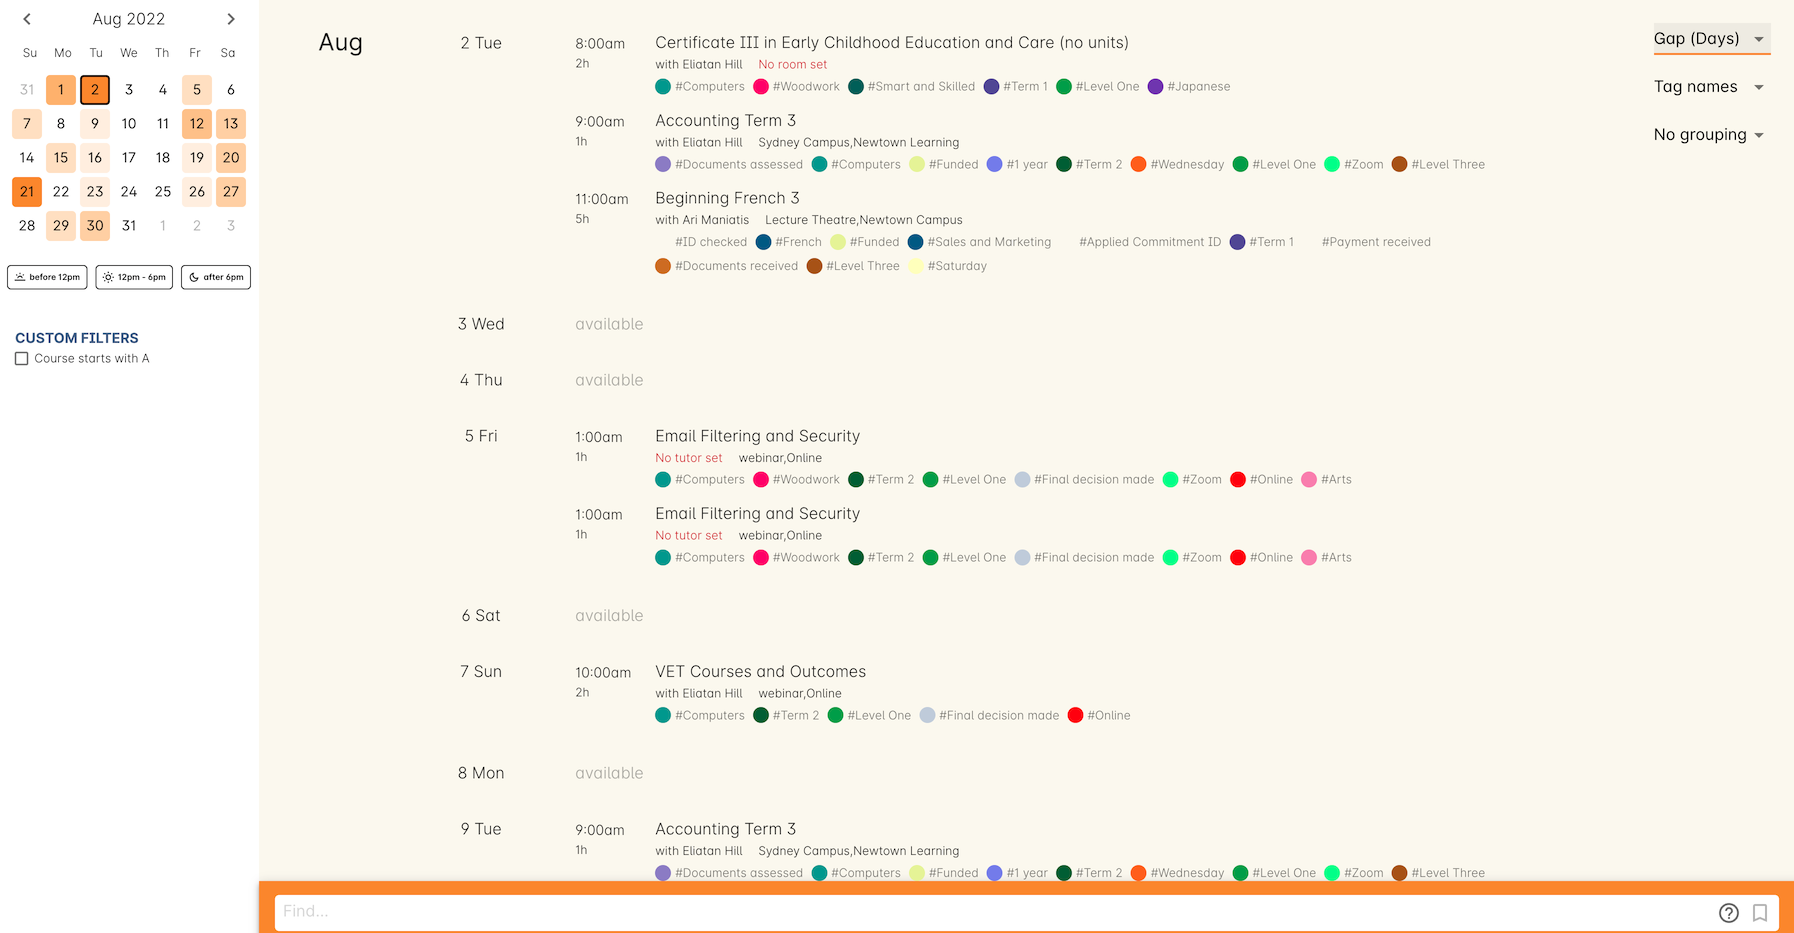 Aug 2022
Su Mo Tu We Th Fr Sa
31 1 2 3 4 5 6
7 8 9 10 11 12 13
14 15 16 17 18 19 20
21 22 23 24 25 26 27
28 29 30 31 1 2 3
before 12pm 12pm - 6pm after 6pm
CUSTOM FILTERS
Course starts with A
Aug
2 Tue
8:00am Certificate III in Early Childhood Education and Care (no units)
2h with Eliatan Hill No room set
#Computers #Woodwork #Smart and Skilled #Term 1 #Level One #Japanese
9:00am Accounting Term 3
1h with Eliatan Hill Sydney Campus,Newtown Learning
#Documents assessed #Computers #Funded #1 year #Term 2 #Wednesday #Level One #Zoom #Level Three
11:00am Beginning French 3
5h with Ari Maniatis Lecture Theatre,Newtown Campus
#ID checked #French #Funded #Sales and Marketing #Applied Commitment ID #Term 1 #Payment received
#Documents received #Level Three #Saturday
3 Wed available
4 Thu available
5 Fri
1:00am Email Filtering and Security
1h No tutor set webinar,Online
#Computers #Woodwork #Term 2 #Level One #Final decision made #Zoom #Online #Arts
1:00am Email Filtering and Security
1h No tutor set webinar,Online
#Computers #Woodwork #Term 2 #Level One #Final decision made #Zoom #Online #Arts
6 Sat available
7 Sun
10:00am VET Courses and Outcomes
2h with Eliatan Hill webinar,Online
#Computers #Term 2 #Level One #Final decision made #Online
8 Mon available
9 Tue
9:00am Accounting Term 3
1h with Eliatan Hill Sydney Campus,Newtown Learning
#Documents assessed #Computers #Funded #1 year #Term 2 #Wednesday #Level One #Zoom #Level Three
Gap (Days)
Tag names
No grouping
Find...
?